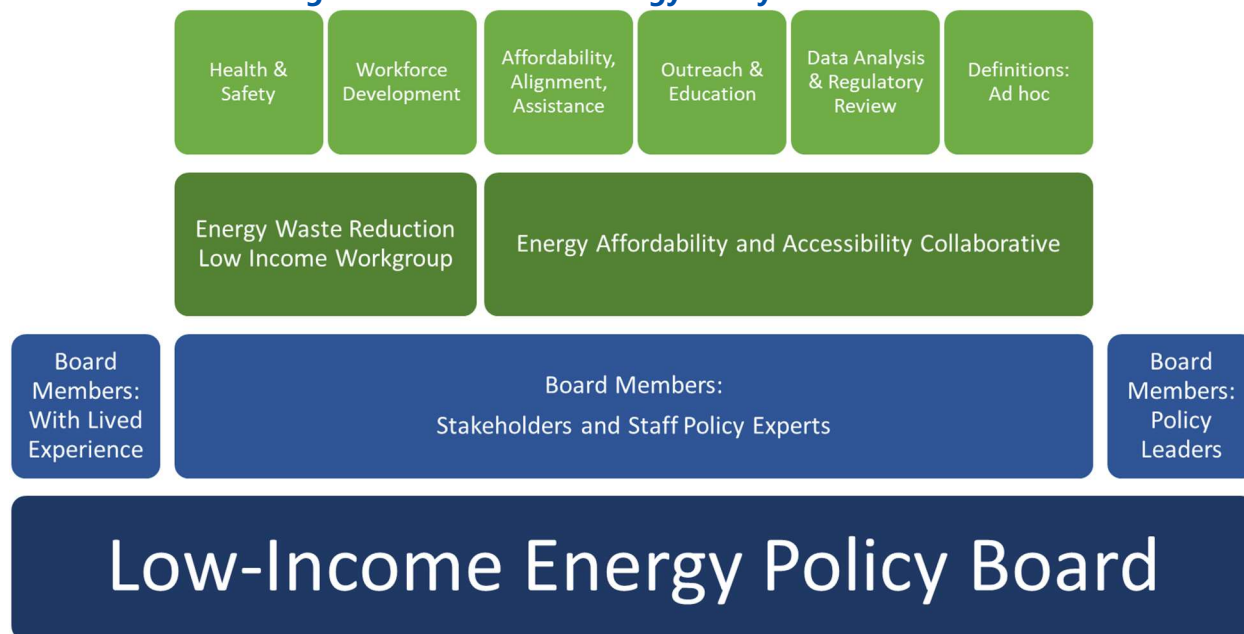 Health &
Safety
Workforce
Development
Affordability,
Alignment,
Assistance
Outreach &
Education
Data Analysis
& Regulatory
Review
Definitions:
Ad hoc
Energy Waste Reduction
Low Income Workgroup
Energy Affordability and Accessibility Collaborative
Board
Members:
With Lived
Experience
Board Members:
Stakeholders and Staff Policy Experts
Board
Members:
Policy
Leaders
Low-Income Energy Policy Board